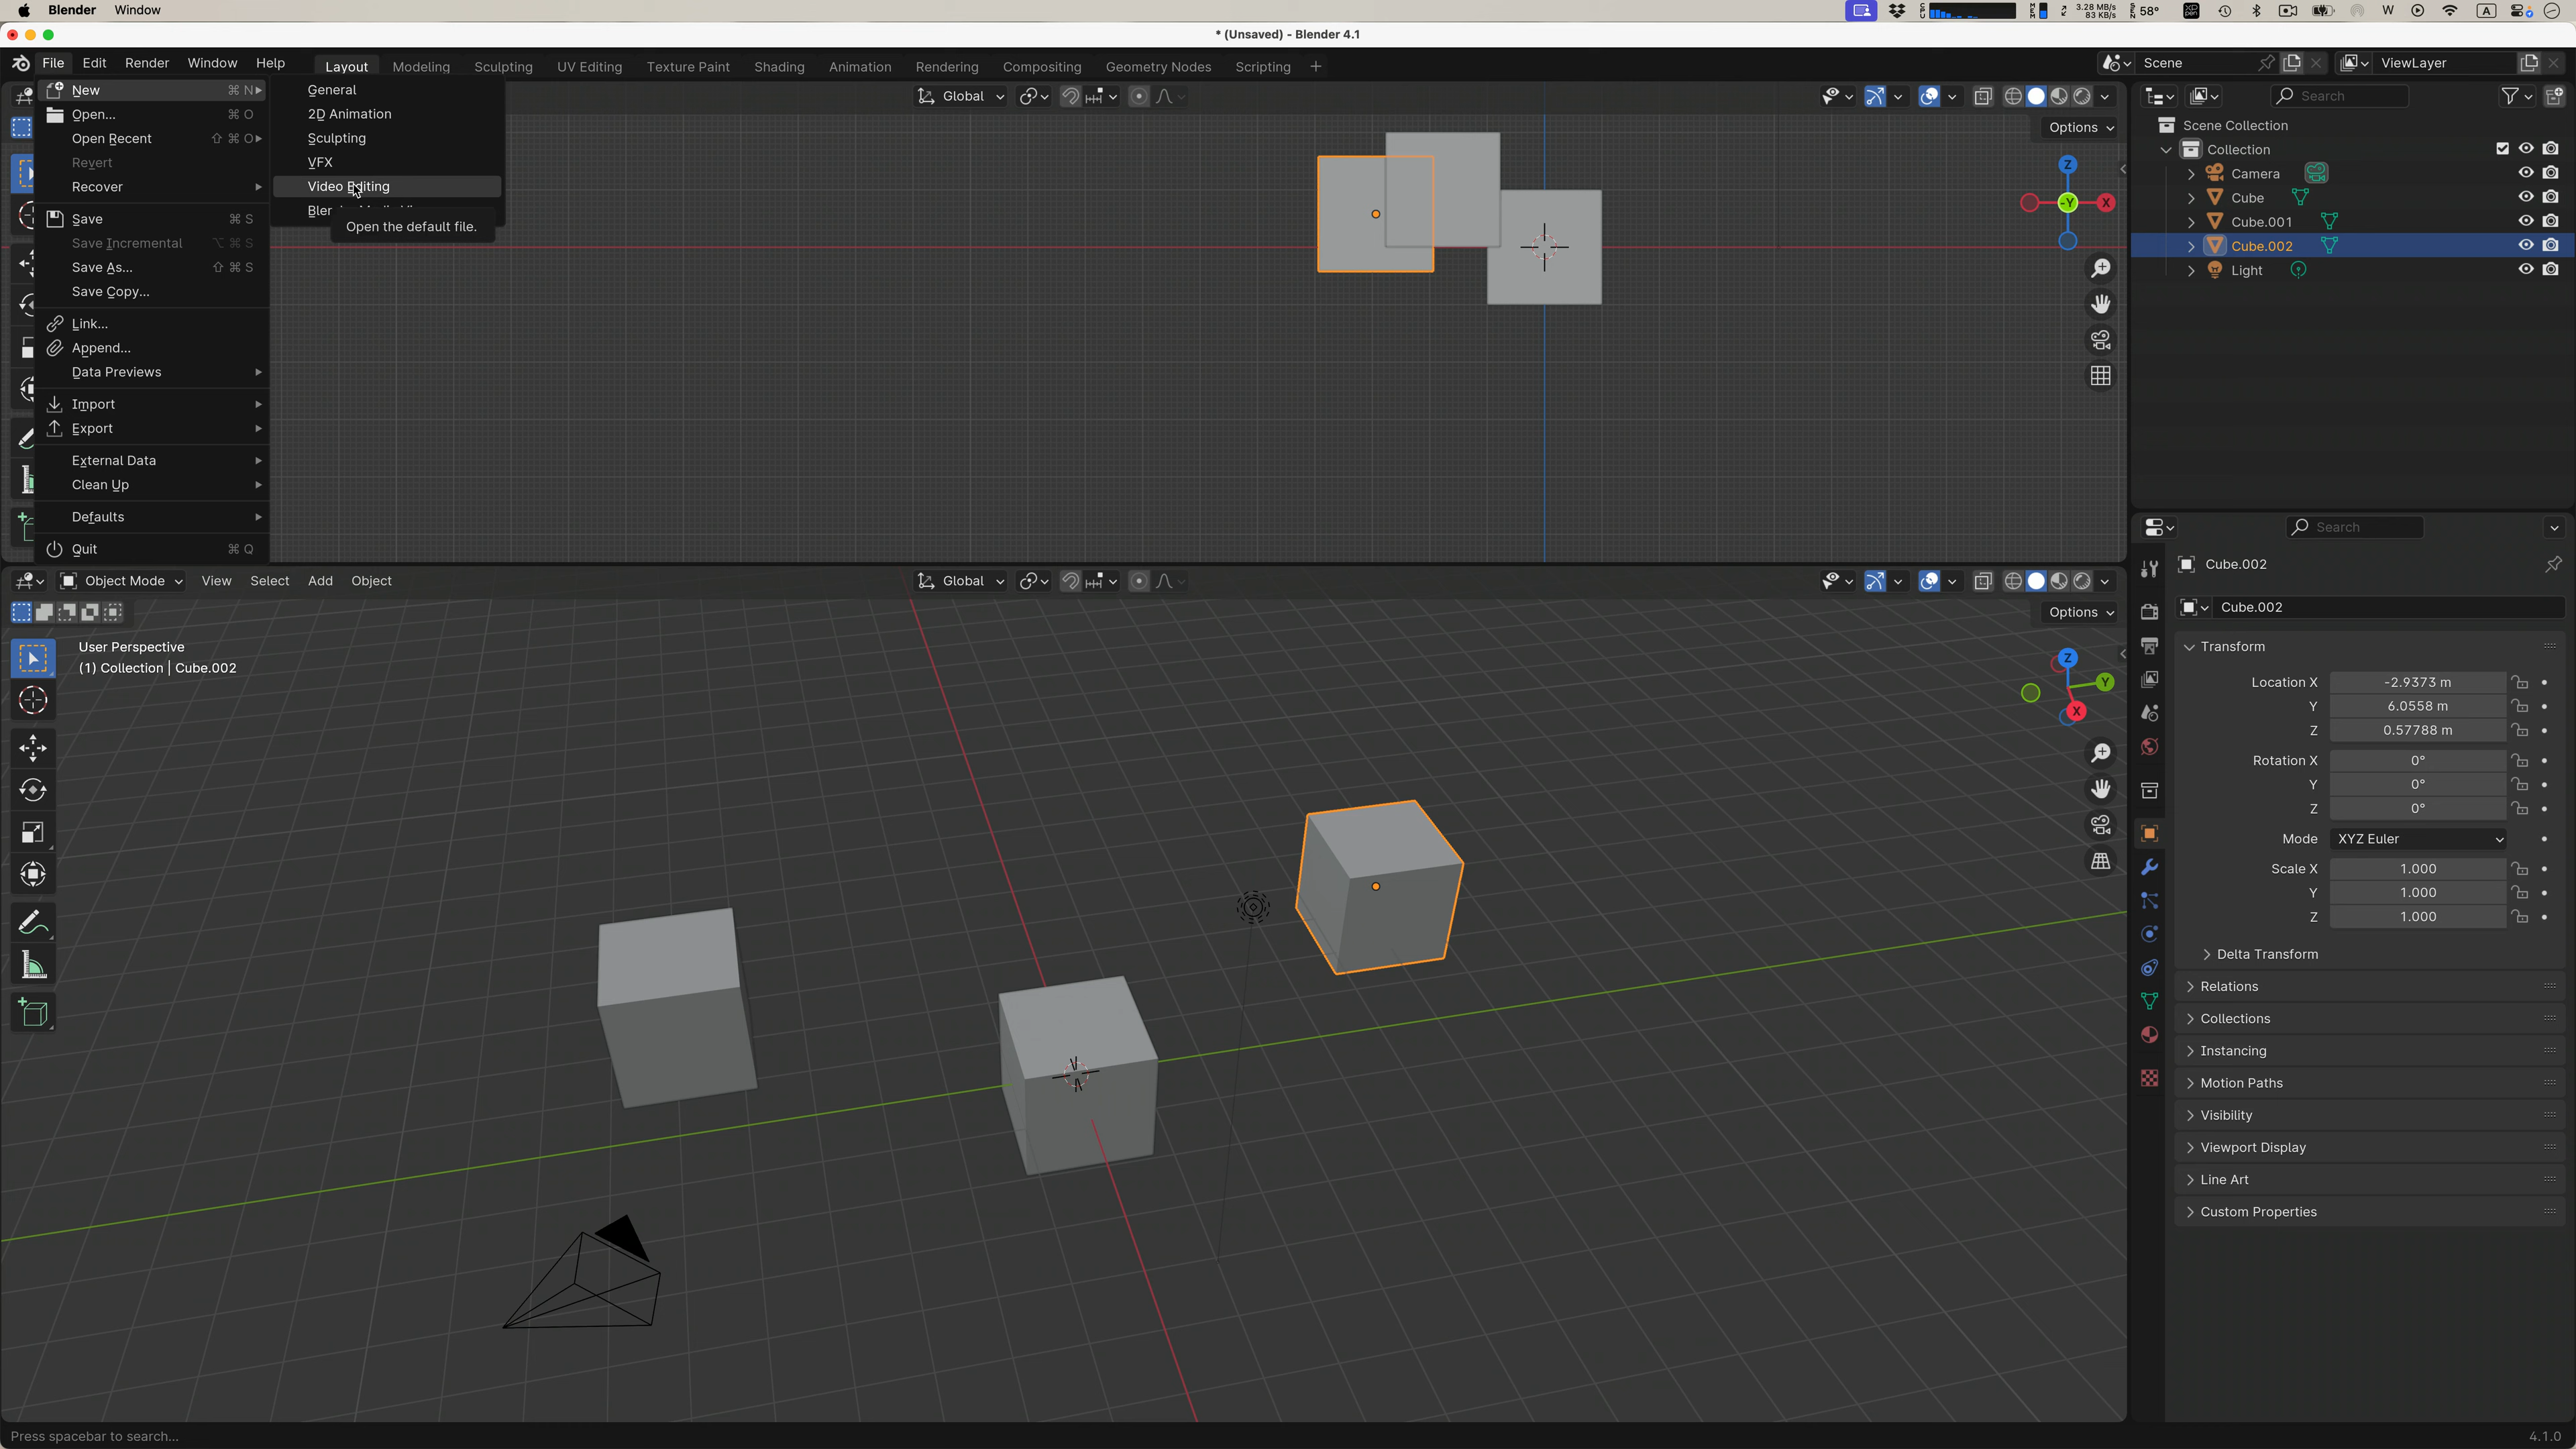 Blender Window
3.28 MB/s
83 KB/s
58°
* (Unsaved) - Blender 4.1
File Edit Render Window Help
Layout Modeling Sculpting UV Editing Texture Paint Shading Animation Rendering Compositing Geometry Nodes Scripting +
Scene
ViewLayer
New ⌘ N
Open... ⌘ O
Open Recent ⇧ ⌘ O
Revert
Recover
Save ⌘ S
Save Incremental ⌥ ⌘ S
Save As... ⇧ ⌘ S
Save Copy...
Link...
Append...
Data Previews
Import
Export
External Data
Clean Up
Defaults
Quit ⌘ Q
General
2D Animation
Sculpting
VFX
Video Editing
Open the default file.
Global
Options
Z
-Y
X
Search
Scene Collection
Collection
Camera
Cube
Cube.001
Cube.002
Light
Object Mode View Select Add Object
Global
Options
User Perspective
(1) Collection | Cube.002
Z
Y
X
Search
Cube.002
Cube.002
Transform
Location X -2.9373 m
Y 6.0558 m
Z 0.57788 m
Rotation X 0°
Y 0°
Z 0°
Mode XYZ Euler
Scale X 1.000
Y 1.000
Z 1.000
Delta Transform
Relations
Collections
Instancing
Motion Paths
Visibility
Viewport Display
Line Art
Custom Properties
Press spacebar to search...
4.1.0